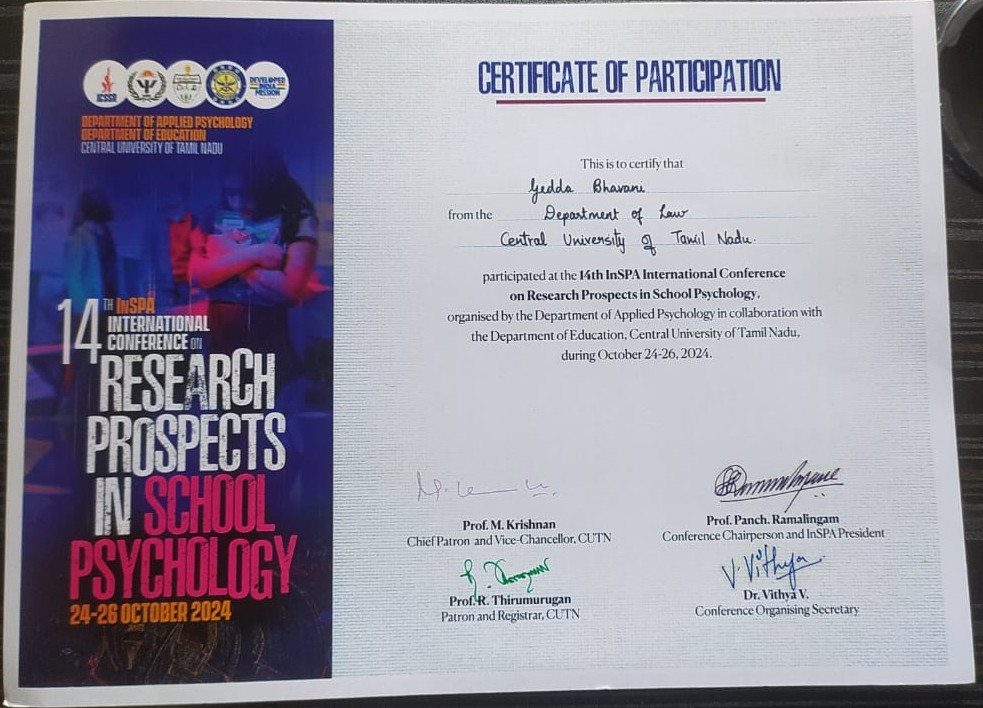 ICSSR
DEVELOPED
INDIA
MISSION
DEPARTMENT OF APPLIED PSYCHOLOGY
DEPARTMENT OF EDUCATION
CENTRAL UNIVERSITY OF TAMIL NADU
14TH InSPA
INTERNATIONAL
CONFERENCE ON
RESEARCH
PROSPECTS
IN SCHOOL
PSYCHOLOGY
24-26 OCTOBER 2024
CERTIFICATE OF PARTICIPATION
This is to certify that
Gedda Bhavani
from the Department of Law
Central University of Tamil Nadu.
participated at the 14th InSPA International Conference
on Research Prospects in School Psychology,
organised by the Department of Applied Psychology in collaboration with
the Department of Education, Central University of Tamil Nadu,
during October 24-26, 2024.
Prof. M. Krishnan
Chief Patron and Vice-Chancellor, CUTN
Prof. Panch. Ramalingam
Conference Chairperson and InSPA President
Prof. R. Thirumurugan
Patron and Registrar, CUTN
V. Vithya
Dr. Vithya V.
Conference Organising Secretary